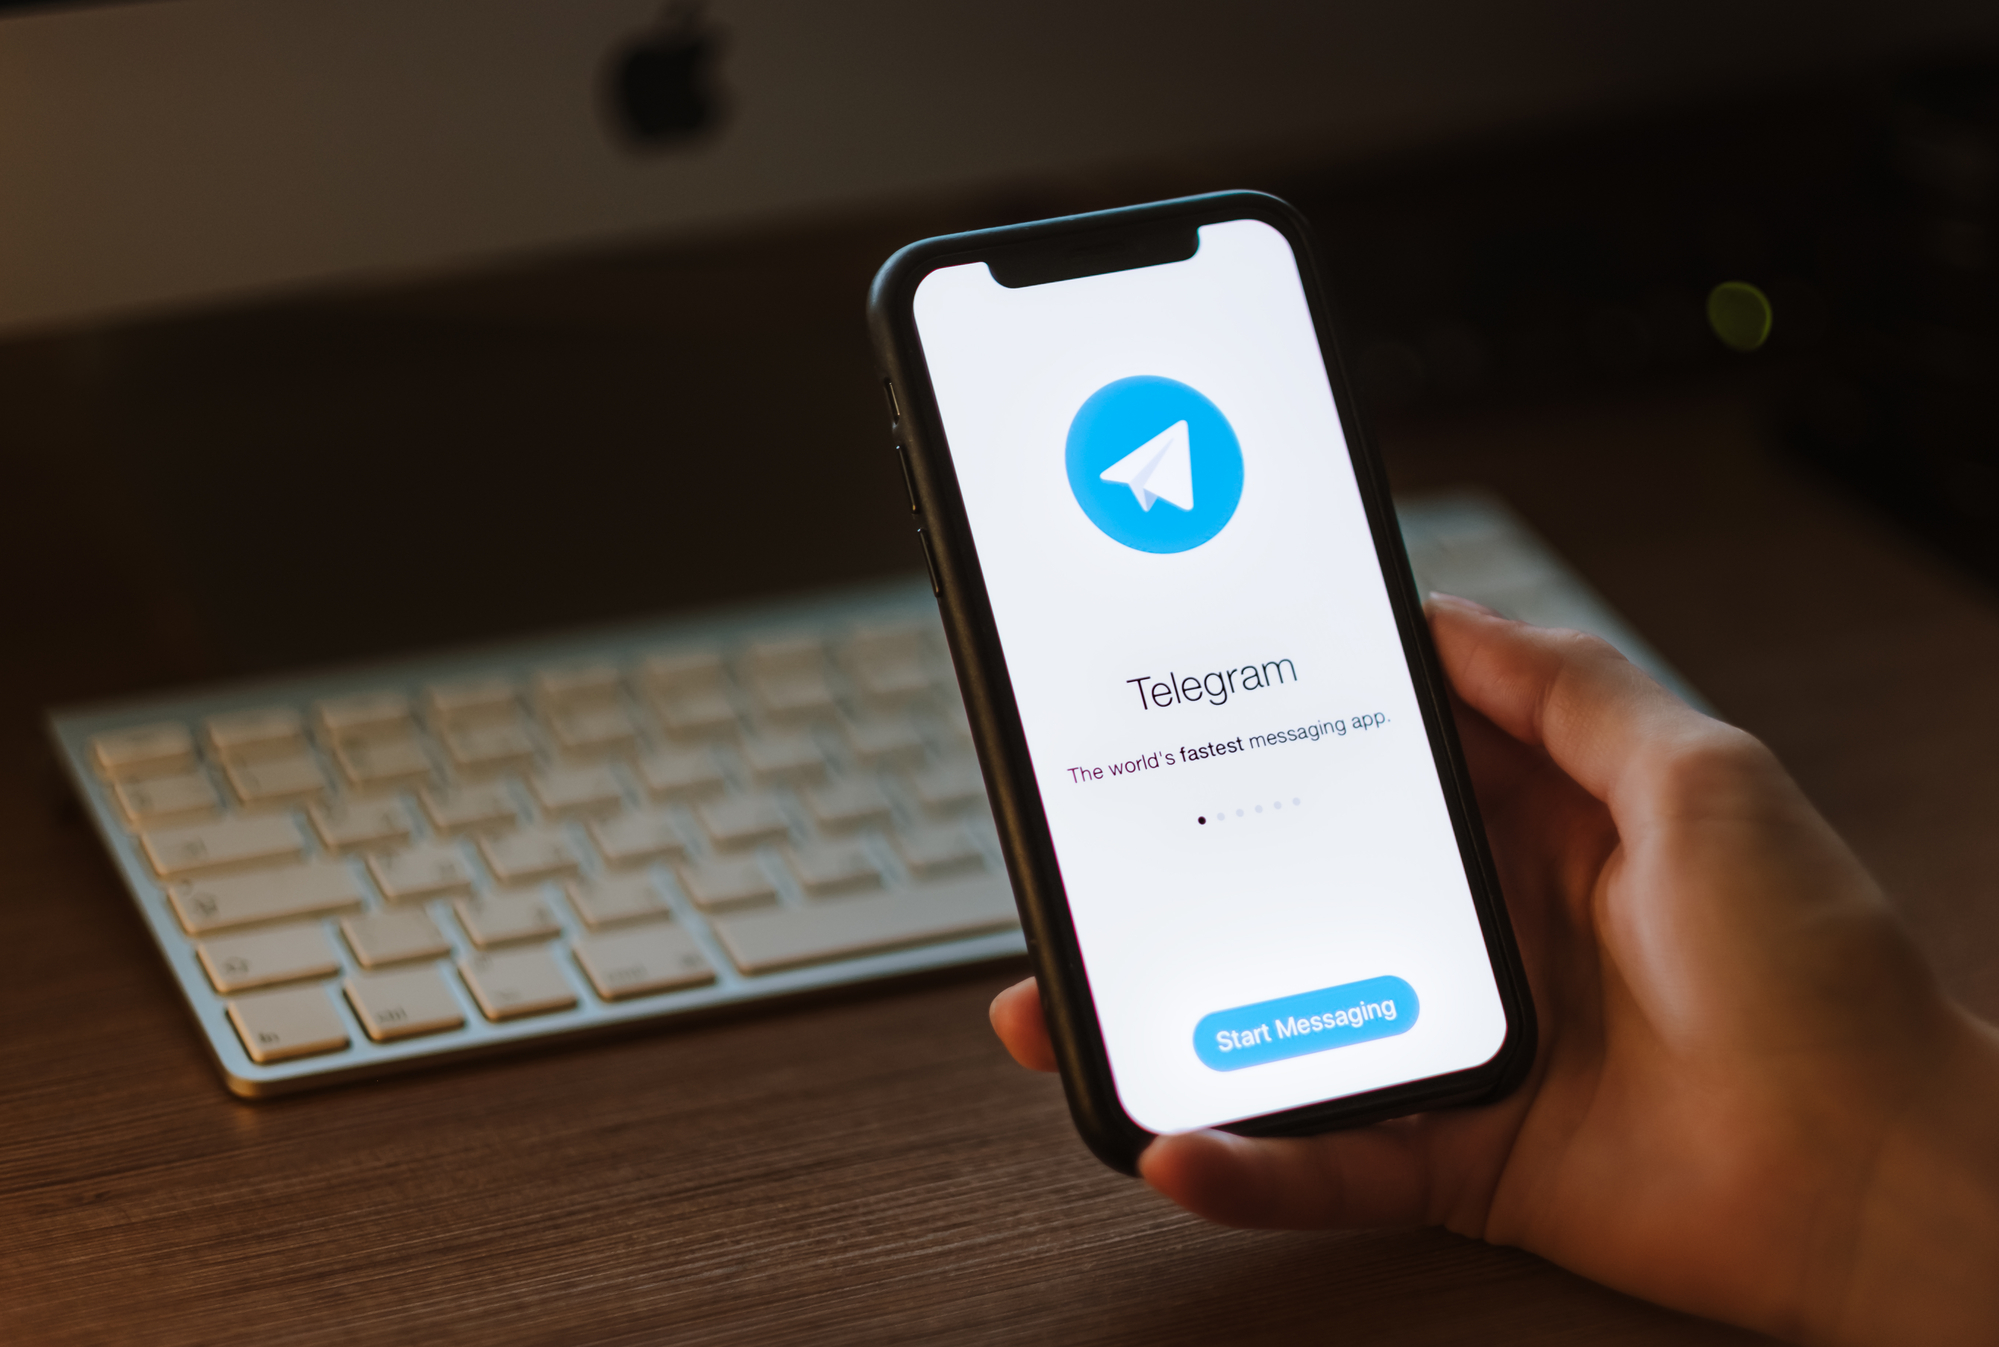 Telegram
The world's fastest messaging app.
Start Messaging